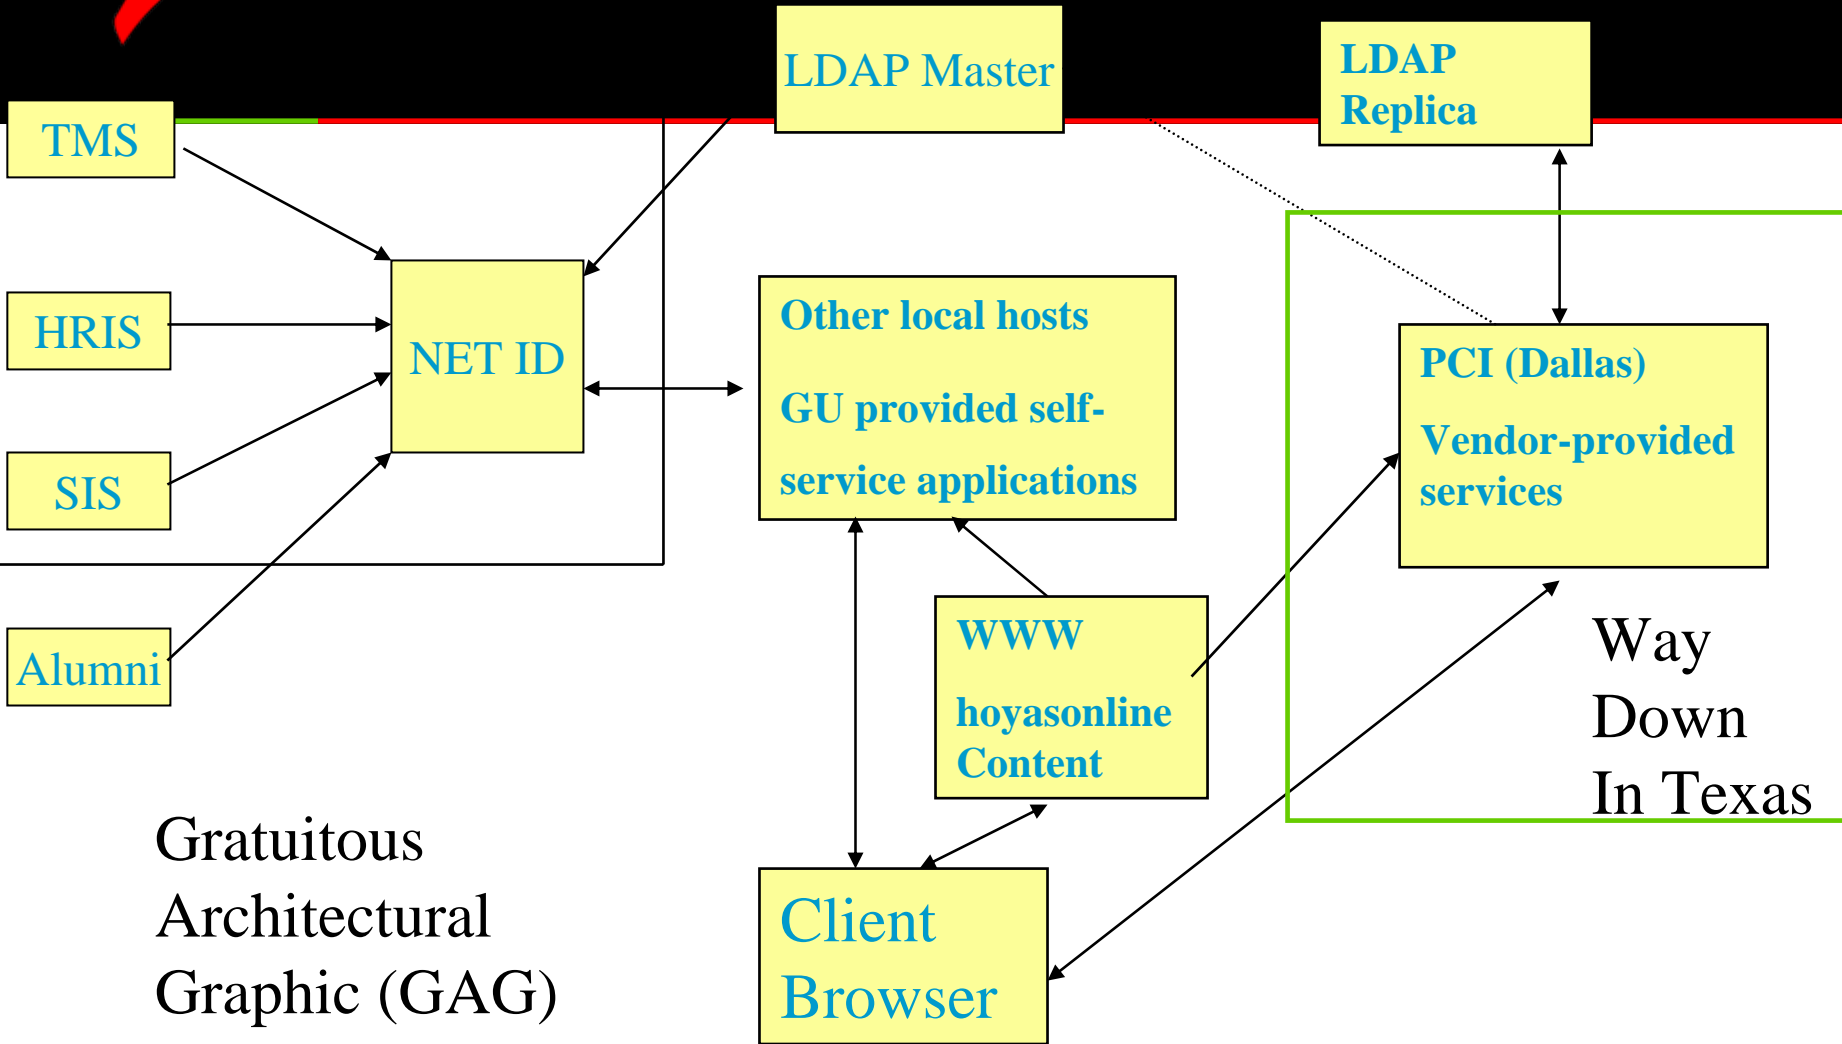 LDAP Master
LDAP
Replica
TMS
HRIS
NET ID
SIS
Alumni
Other local hosts
GU provided self-
service applications
PCI (Dallas)
Vendor-provided
services
WWW
hoyasonline
Content
Way
Down
In Texas
Gratuitous
Architectural
Graphic (GAG)
Client
Browser